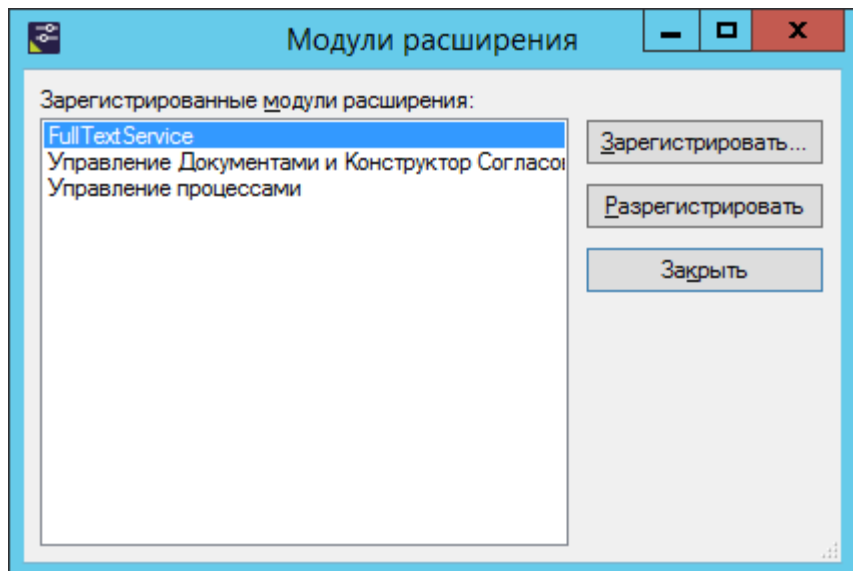 Модули расширения
Зарегистрированные модули расширения:
FullTextService
Управление Документами и Конструктор Согласо
Управление процессами
Зарегистрировать...
Разрегистрировать
Закрыть